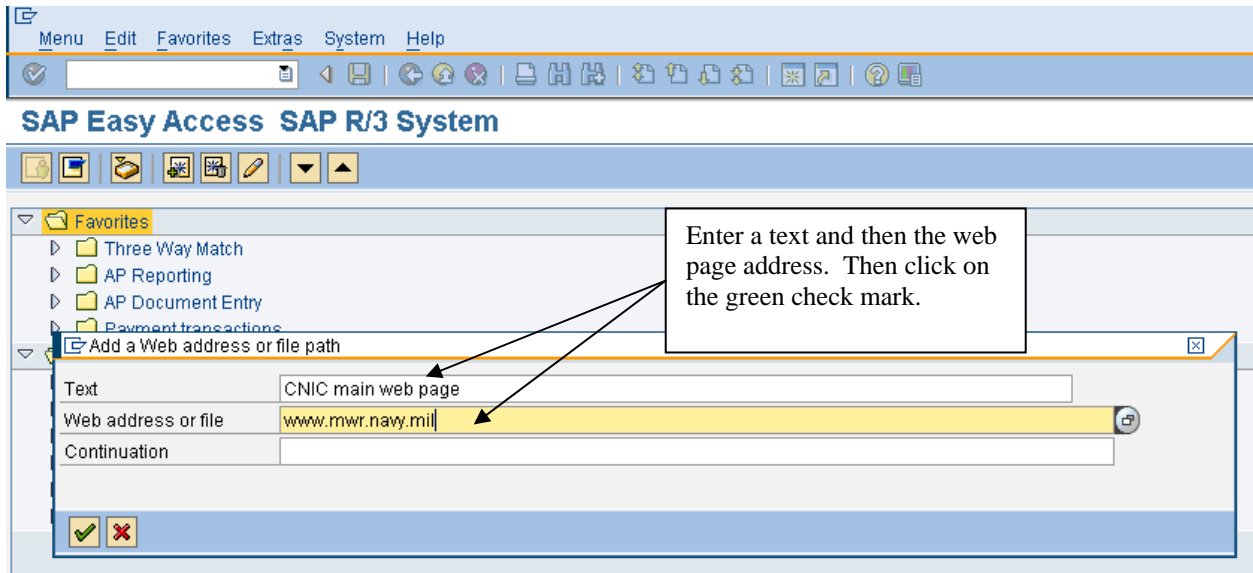 Menu Edit Favorites Extras System Help
SAP Easy Access SAP R/3 System
Favorites
Three Way Match
AP Reporting
AP Document Entry
Payment transactions
Enter a text and then the web
page address. Then click on
the green check mark.
Add a Web address or file path
Text CNIC main web page
Web address or file www.mwr.navy.mil
Continuation